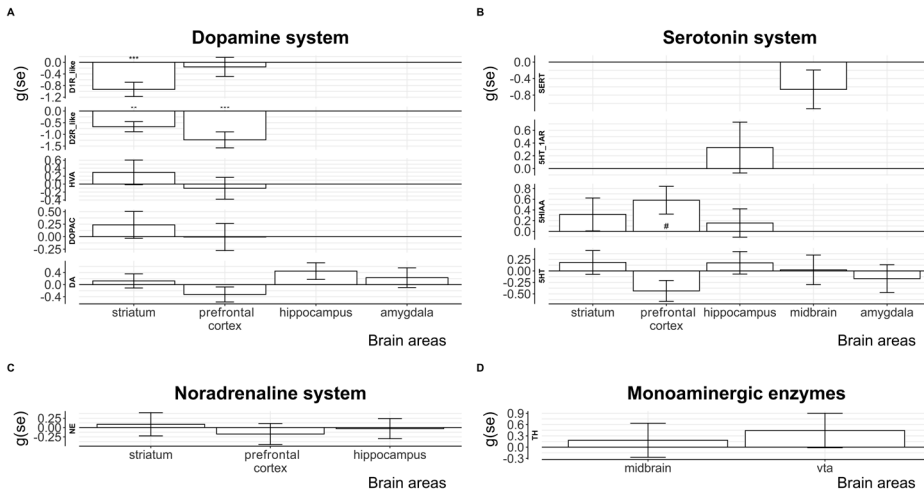 A
Dopamine system
g(se)
D1R_like
0.0
-0.4
-0.8
-1.2
***
D2R_like
0.0
-0.5
-1.0
-1.5
**
***
HVA
0.6
0.4
0.2
0.0
-0.2
-0.4
DOPAC
0.50
0.25
0.00
-0.25
DA
0.4
0.0
-0.4
striatum
prefrontal
cortex
hippocampus
amygdala
Brain areas
B
Serotonin system
g(se)
SERT
0.0
-0.4
-0.8
5HT_1AR
0.6
0.4
0.2
0.0
5HIAA
0.8
0.6
0.4
0.2
0.0
#
5HT
0.25
0.00
-0.25
-0.50
striatum
prefrontal
cortex
hippocampus
midbrain
amygdala
Brain areas
C
Noradrenaline system
g(se)
NE
0.25
0.00
-0.25
striatum
prefrontal
cortex
hippocampus
Brain areas
D
Monoaminergic enzymes
g(se)
TH
0.9
0.6
0.3
0.0
-0.3
midbrain
vta
Brain areas